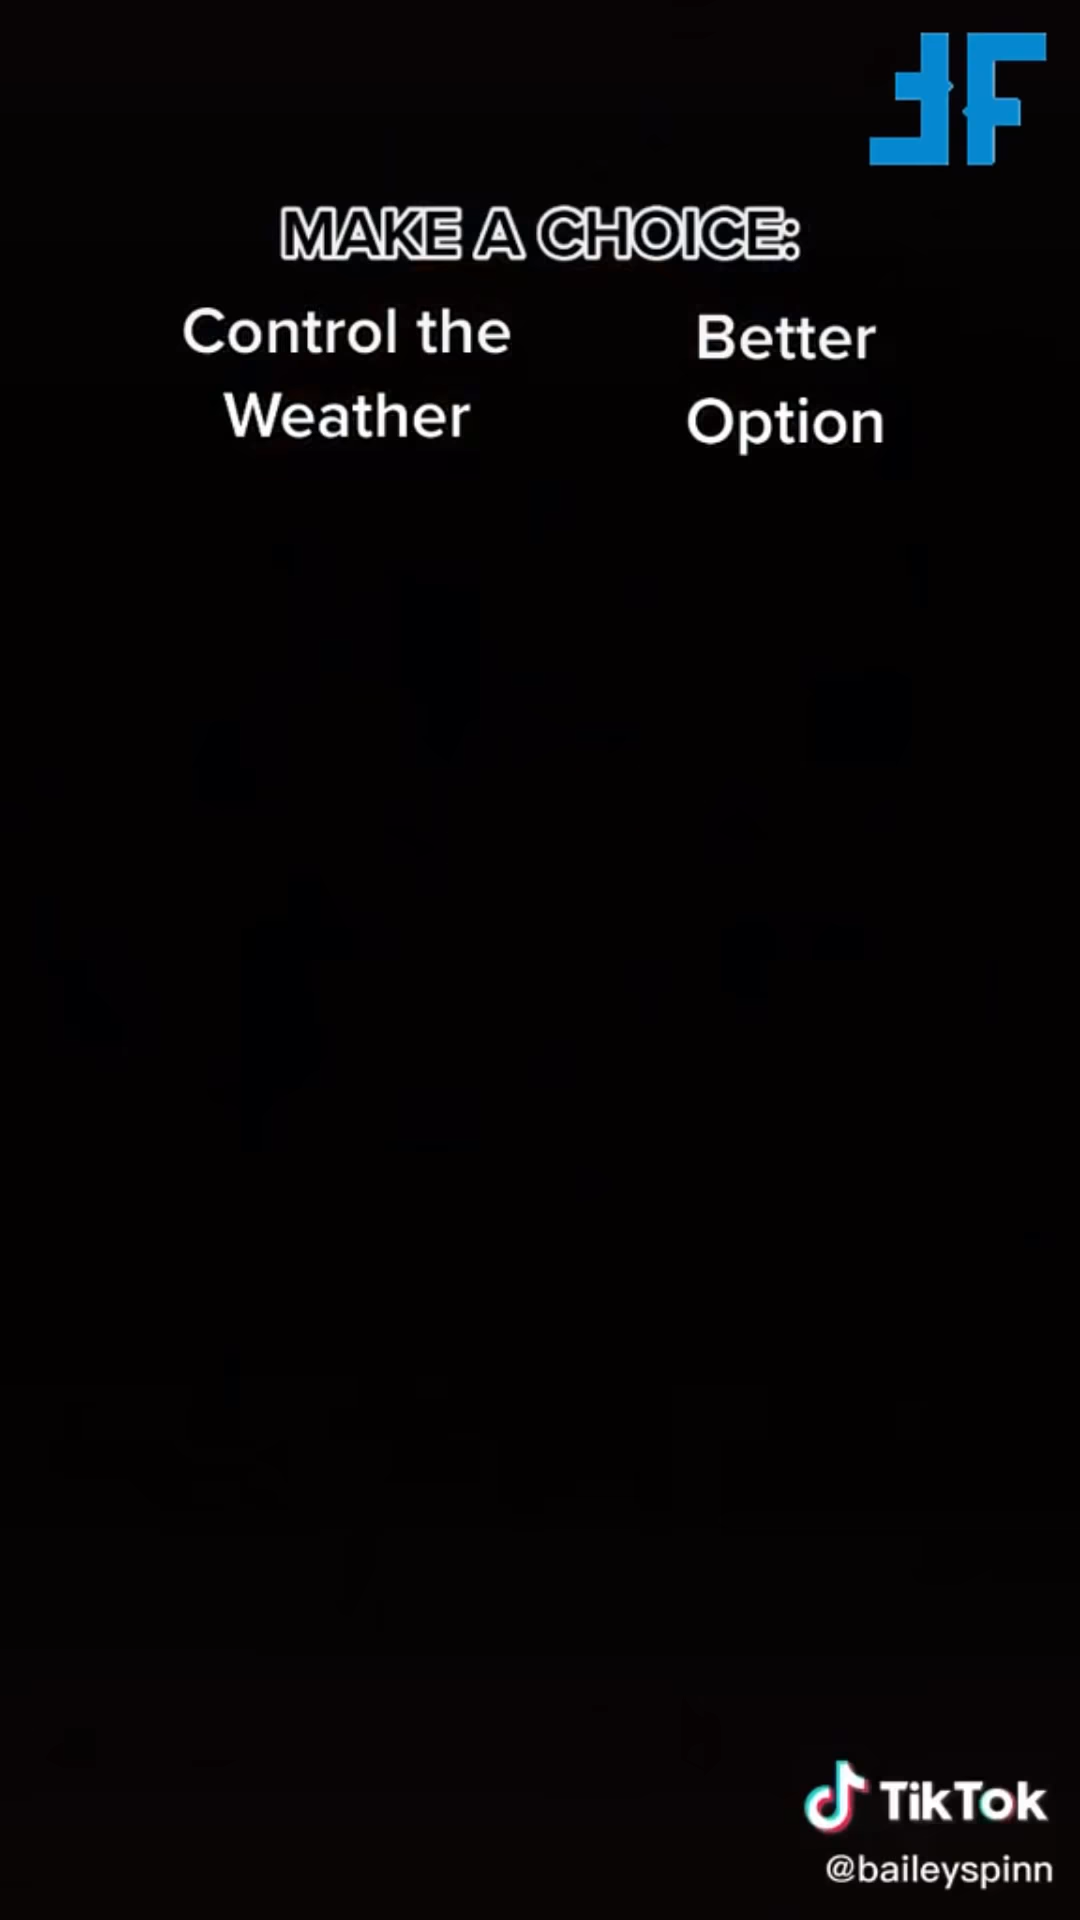 MAKE A CHOICE:
Control the
Weather
Better
Option
TikTok
@baileyspinn